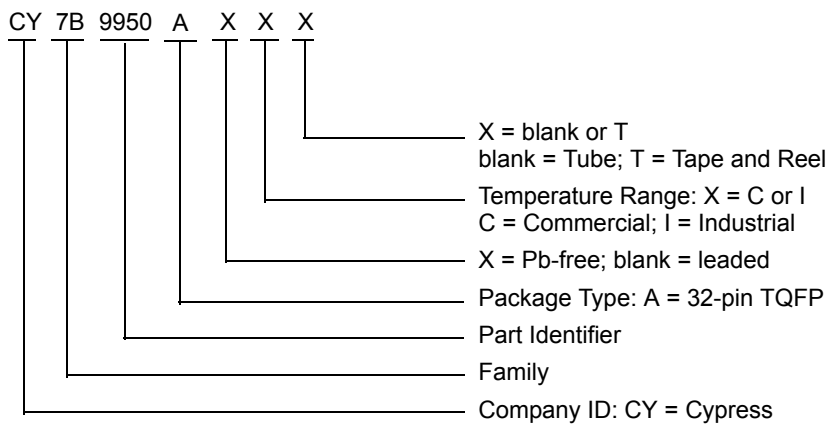 CY 7B 9950 A X X X
X = blank or T
blank = Tube; T = Tape and Reel
Temperature Range: X = C or I
C = Commercial; I = Industrial
X = Pb-free; blank = leaded
Package Type: A = 32-pin TQFP
Part Identifier
Family
Company ID: CY = Cypress